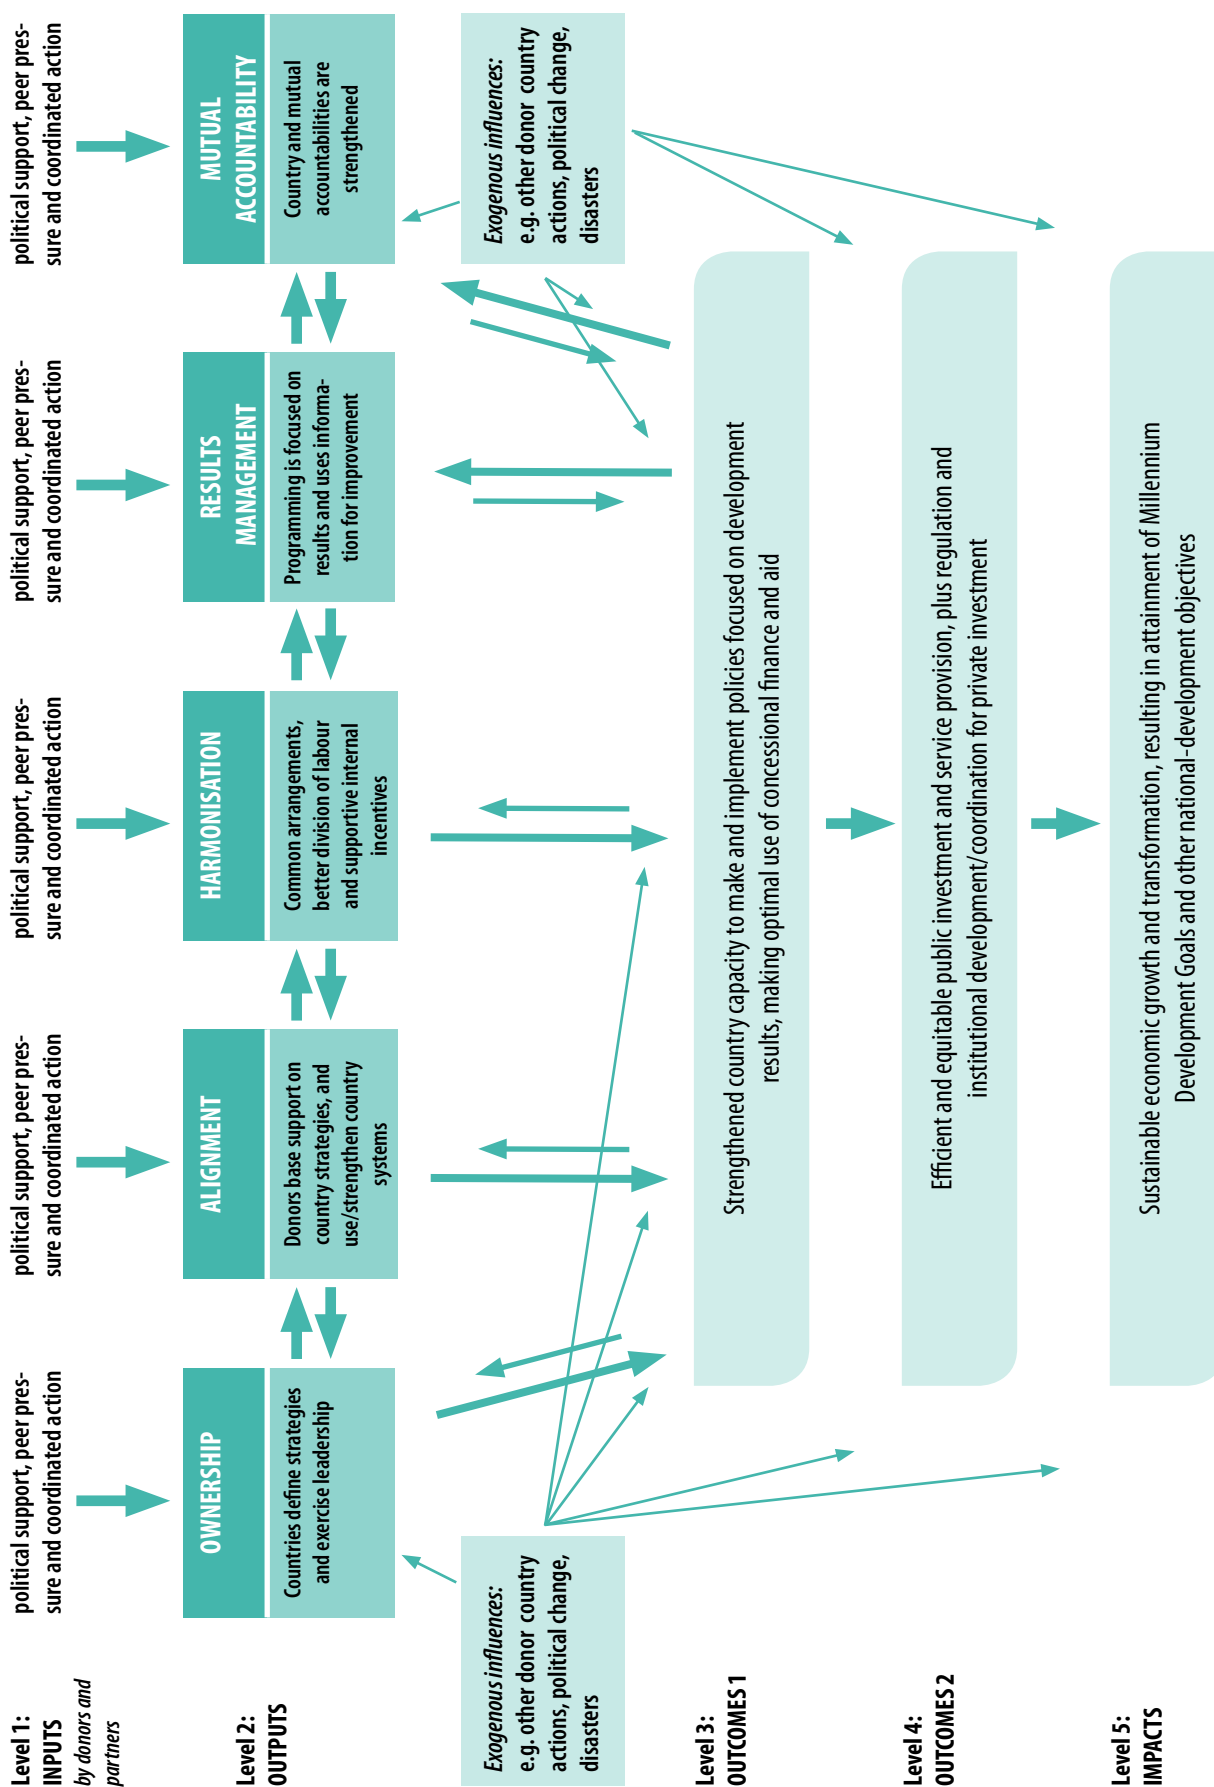 Level 1:
INPUTS
by donors and
partners
political support, peer pres-
sure and coordinated action
political support, peer pres-
sure and coordinated action
political support, peer pres-
sure and coordinated action
political support, peer pres-
sure and coordinated action
political support, peer pres-
sure and coordinated action
Level 2:
OUTPUTS
OWNERSHIP
Countries define strategies
and exercise leadership
ALIGNMENT
Donors base support on
country strategies, and
use/strengthen country
systems
HARMONISATION
Common arrangements,
better division of labour
and supportive internal
incentives
RESULTS
MANAGEMENT
Programming is focused on
results and uses informa-
tion for improvement
MUTUAL
ACCOUNTABILITY
Country and mutual
accountabilities are
strengthened
Exogenous influences:
e.g. other donor country
actions, political change,
disasters
Exogenous influences:
e.g. other donor country
actions, political change,
disasters
Level 3:
OUTCOMES 1
Strengthened country capacity to make and implement policies focused on development
results, making optimal use of concessional finance and aid
Level 4:
OUTCOMES 2
Efficient and equitable public investment and service provision, plus regulation and
institutional development/coordination for private investment
Level 5:
IMPACTS
Sustainable economic growth and transformation, resulting in attainment of Millennium
Development Goals and other national-development objectives